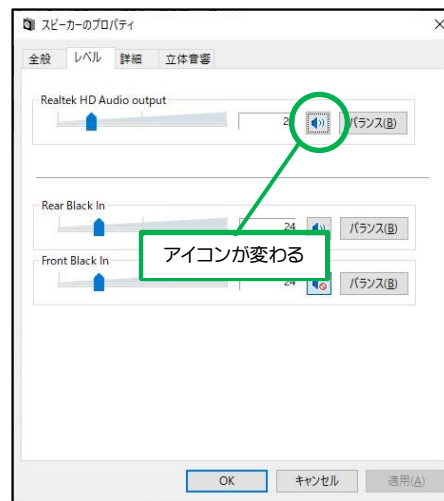 スピーカーのプロパティ
全般 レベル 詳細 立体音響
Realtek HD Audio output
バランス(B)
Rear Black In
24 バランス(B)
アイコンが変わる
Front Black In
24 バランス(B)
OK キャンセル 適用(A)